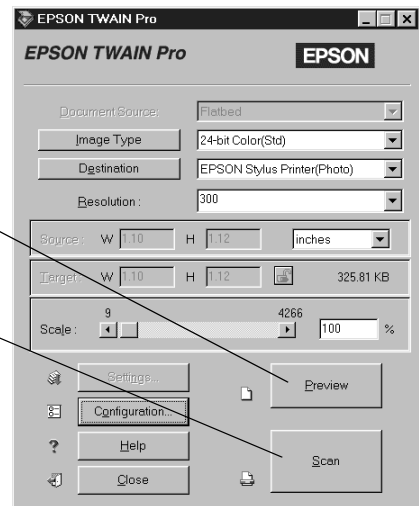 EPSON TWAIN Pro
EPSON TWAIN Pro EPSON
Document Source: Flatbed
Image Type 24-bit Color(Std)
Destination EPSON Stylus Printer(Photo)
Resolution : 300
Source: W 1.10 H 1.12 inches
Target: W 1.10 H 1.12 325.81 KB
9 4266
Scale : 100 %
Settings...
Preview
Configuration...
? Help
Scan
Close